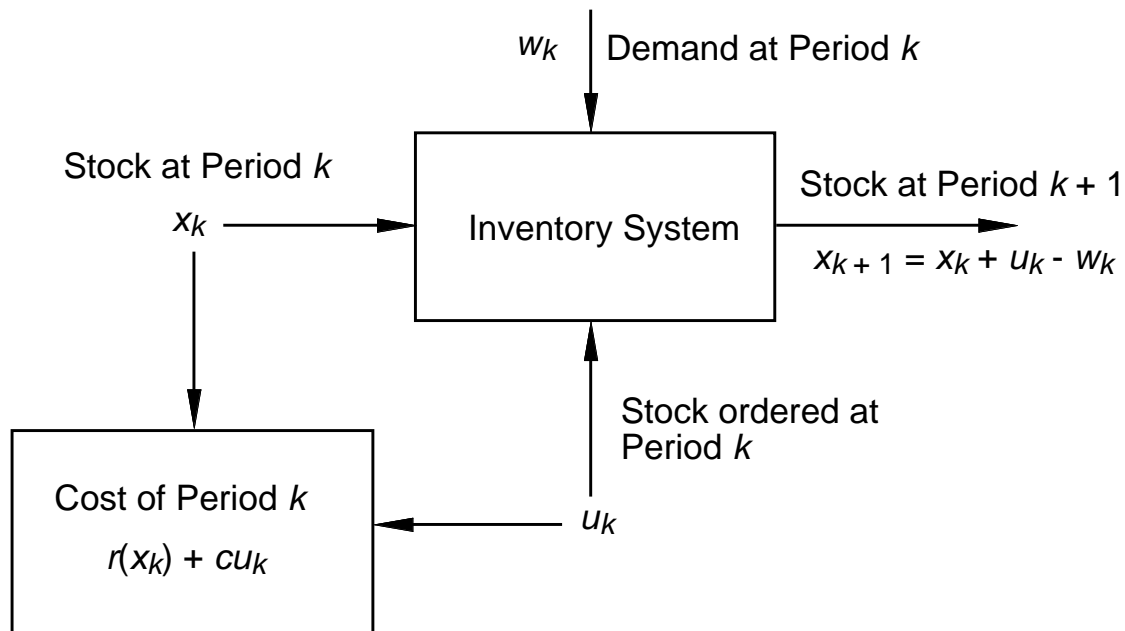 w_k Demand at Period k
Stock at Period k
x_k
Inventory System
Stock at Period k + 1
x_{k + 1} = x_k + u_k - w_k
Stock ordered at
Period k
u_k
Cost of Period k
r(x_k) + cu_k